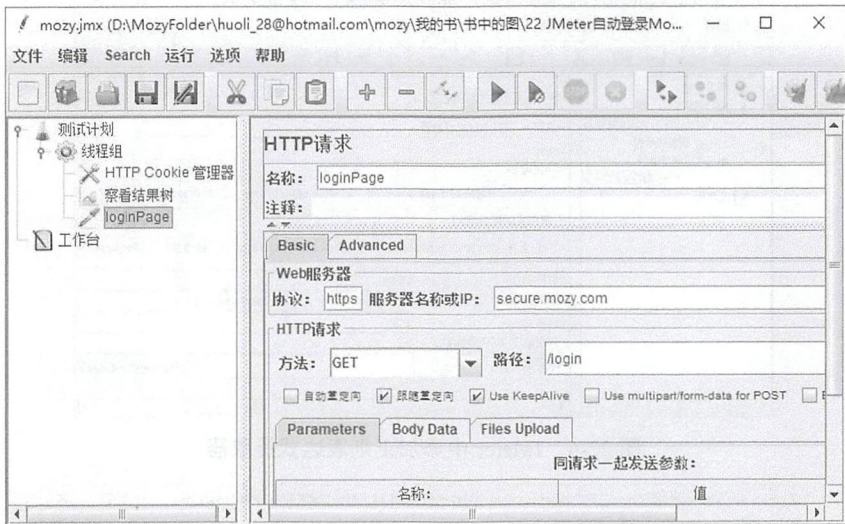 mozy.jmx (D:\MozyFolder\huoli_28@hotmail.com\mozy\我的书\书中的图\22 JMeter自动登录Mo...
文件 编辑 Search 运行 选项 帮助
测试计划
线程组
HTTP Cookie 管理器
察看结果树
loginPage
工作台
HTTP请求
名称： loginPage
注释：
Basic Advanced
Web服务器
协议： https 服务器名称或IP： secure.mozy.com
HTTP请求
方法： GET 路径： /login
自动重定向 跟随重定向 Use KeepAlive Use multipart/form-data for POST
Parameters Body Data Files Upload
同请求一起发送参数：
名称： 值